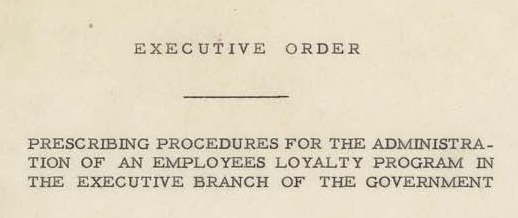 EXECUTIVE ORDER
PRESCRIBING PROCEDURES FOR THE ADMINISTRA-
TION OF AN EMPLOYEES LOYALTY PROGRAM IN
THE EXECUTIVE BRANCH OF THE GOVERNMENT